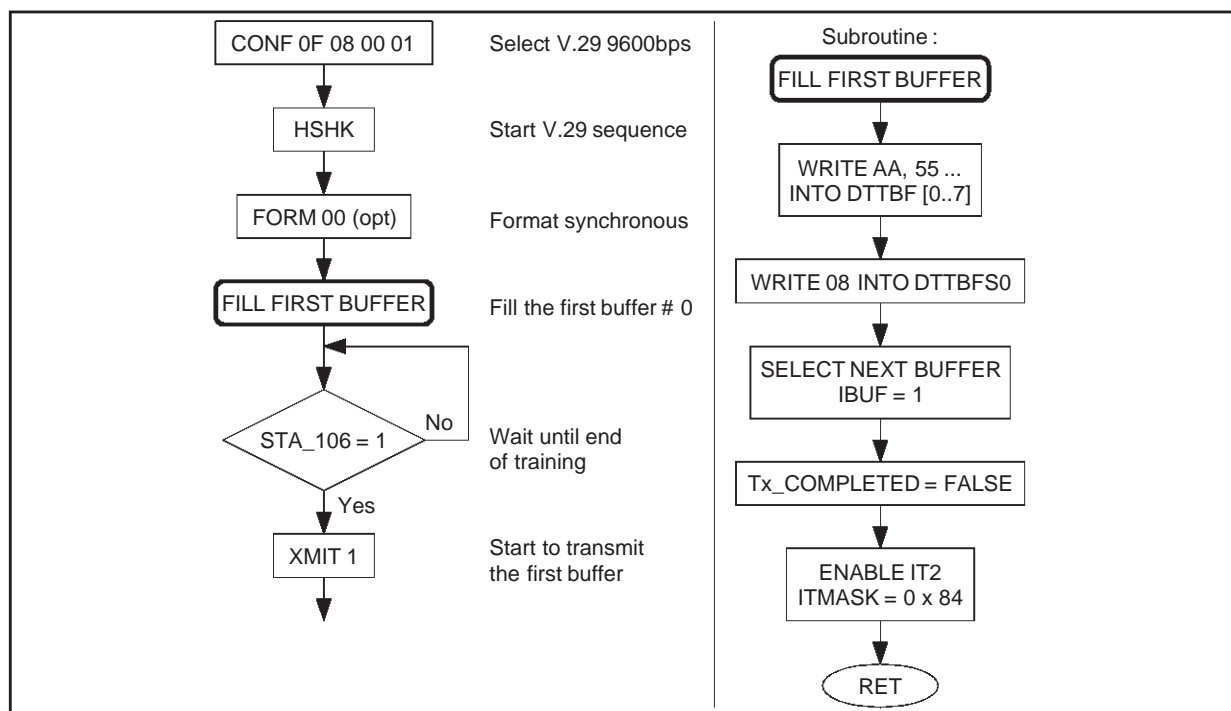 CONF 0F 08 00 01
Select V.29 9600bps
HSHK
Start V.29 sequence
FORM 00 (opt)
Format synchronous
FILL FIRST BUFFER
Fill the first buffer # 0
No
STA_106 = 1
Wait until end
of training
Yes
XMIT 1
Start to transmit
the first buffer
Subroutine :
FILL FIRST BUFFER
WRITE AA, 55 ...
INTO DTTBF [0..7]
WRITE 08 INTO DTTBFS0
SELECT NEXT BUFFER
IBUF = 1
Tx_COMPLETED = FALSE
ENABLE IT2
ITMASK = 0 x 84
RET